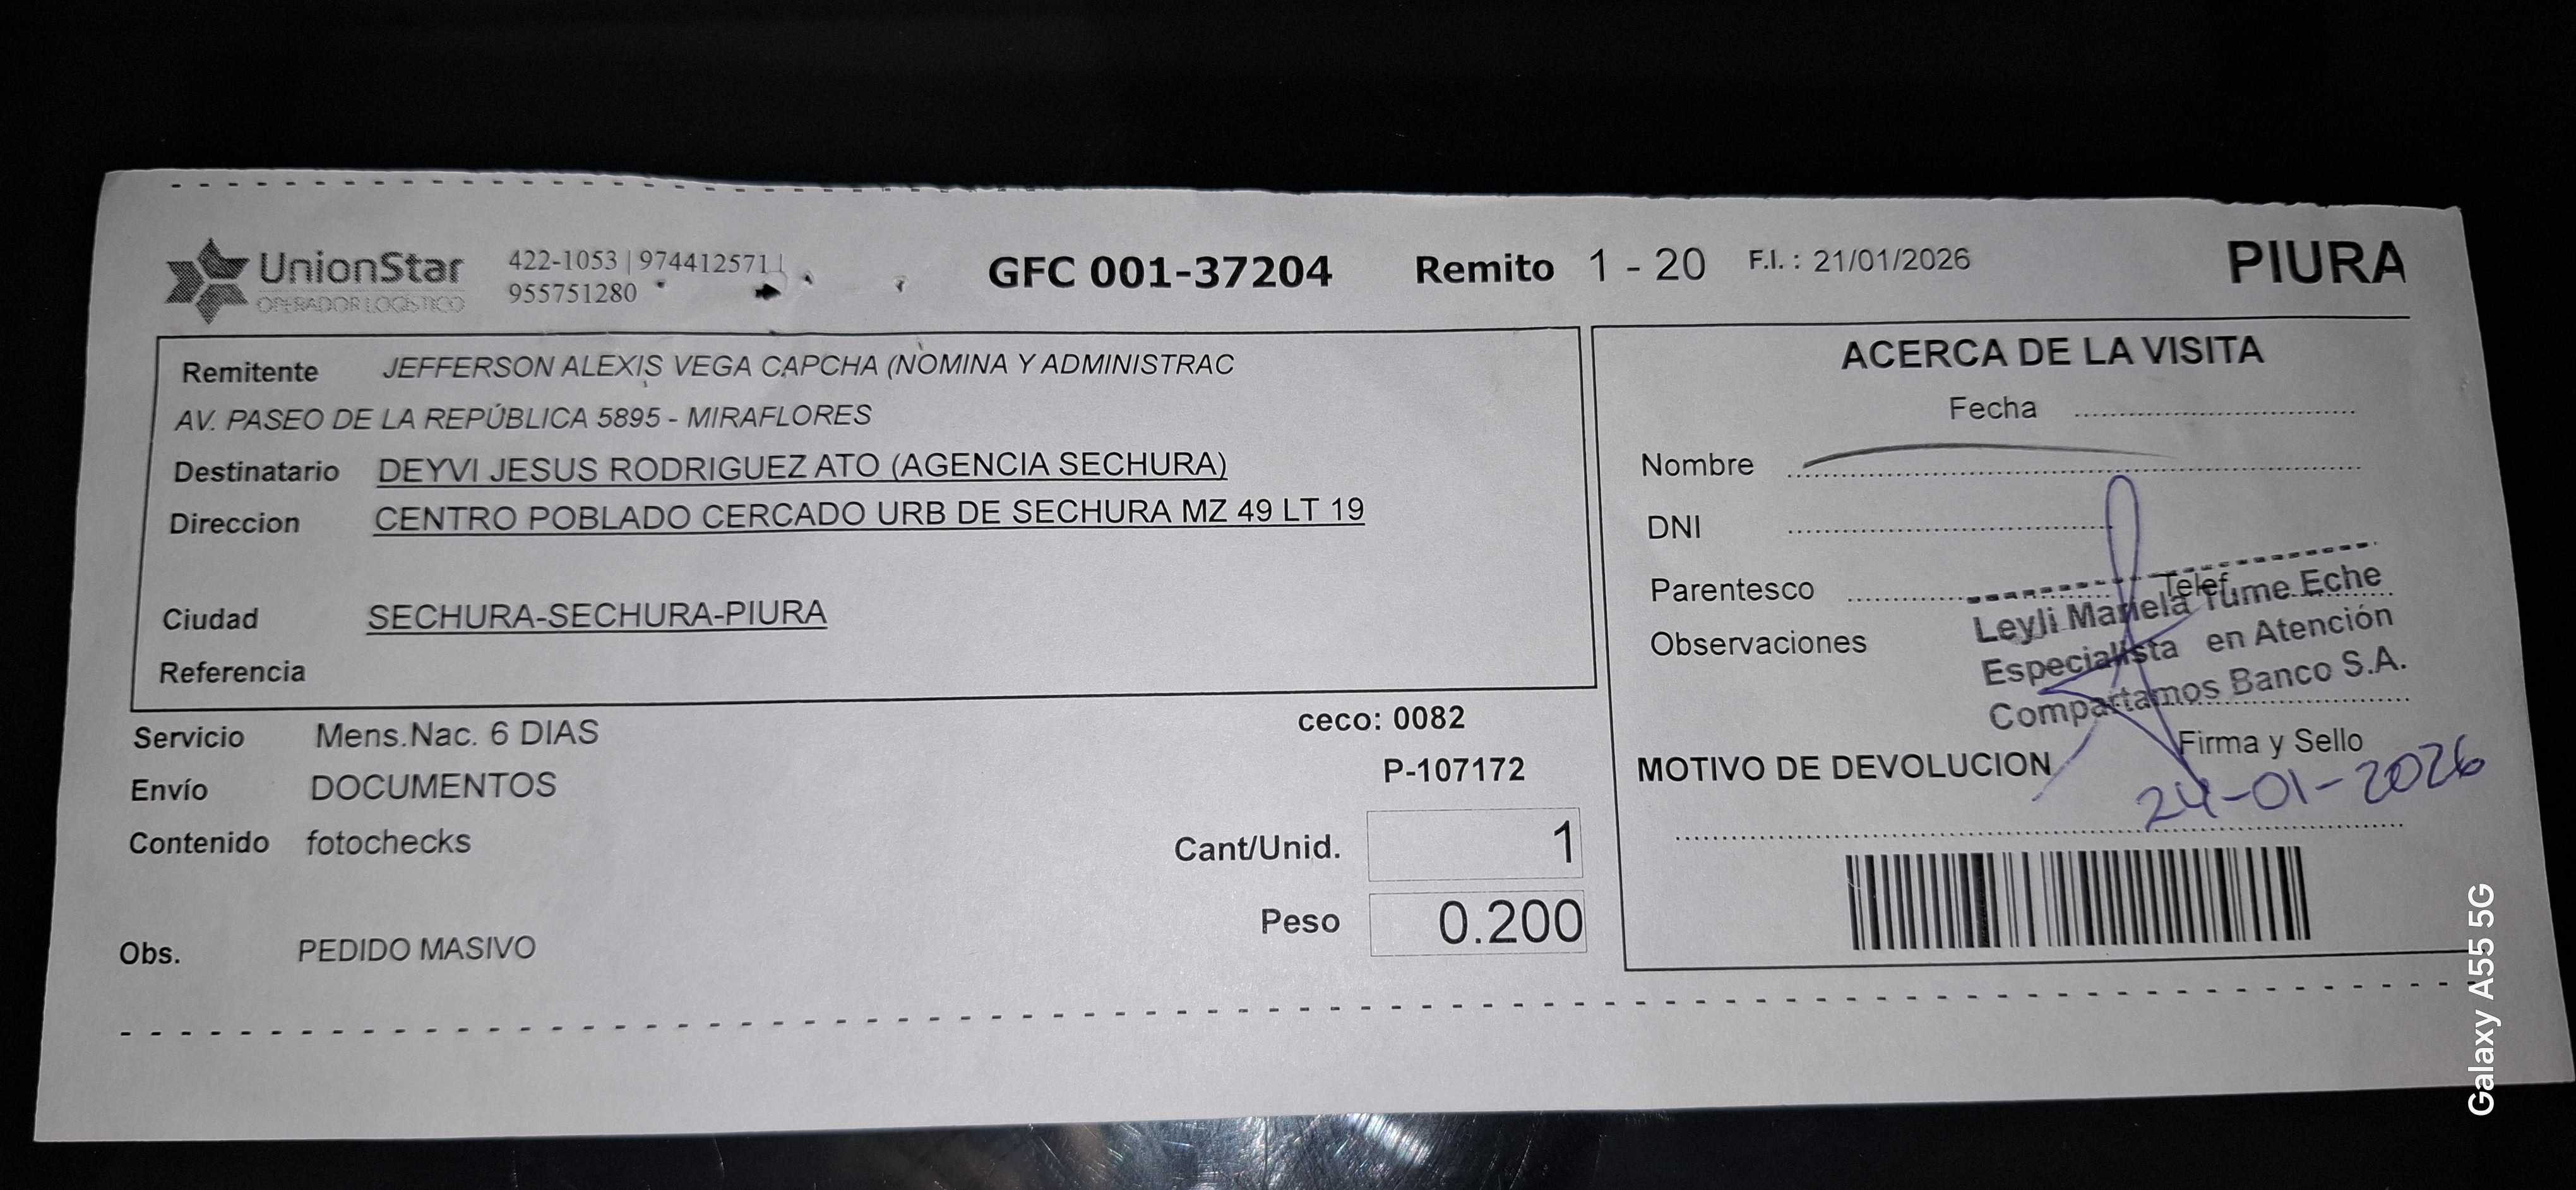 UnionStar
OPERADOR LOGÍSTICO
422-1053 | 974412571 |
955751280
GFC 001-37204
Remito 1 - 20
F.I. : 21/01/2026
PIURA
Remitente JEFFERSON ALEXIS VEGA CAPCHA (NOMINA Y ADMINISTRAC
AV. PASEO DE LA REPÚBLICA 5895 - MIRAFLORES
Destinatario DEYVI JESUS RODRIGUEZ ATO (AGENCIA SECHURA)
Direccion CENTRO POBLADO CERCADO URB DE SECHURA MZ 49 LT 19
Ciudad SECHURA-SECHURA-PIURA
Referencia
Servicio Mens.Nac. 6 DIAS
Envío DOCUMENTOS
Contenido fotochecks
Obs. PEDIDO MASIVO
ceco: 0082
P-107172
Cant/Unid. 1
Peso 0.200
ACERCA DE LA VISITA
Fecha
Nombre
DNI
Parentesco Telef.
Observaciones
Leyli Mariela Tume Eche
Especialista en Atención
Compartamos Banco S.A.
Firma y Sello
MOTIVO DE DEVOLUCION
24-01-2026
Galaxy A55 5G